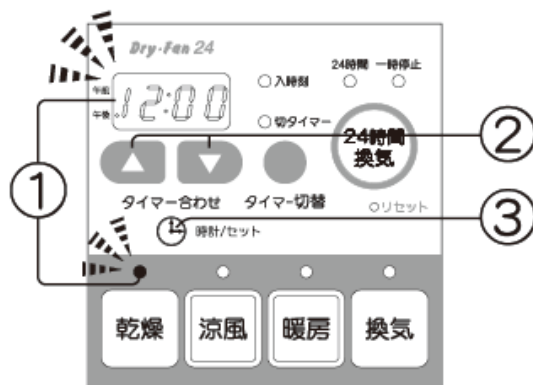 Dry・Fan 24
24時間 一時停止
午前 12:00 入時刻
午後 切タイマー
24時間
換気
②
①
タイマー合わせ タイマー切替
リセット
時計/セット
③
乾燥 涼風 暖房 換気